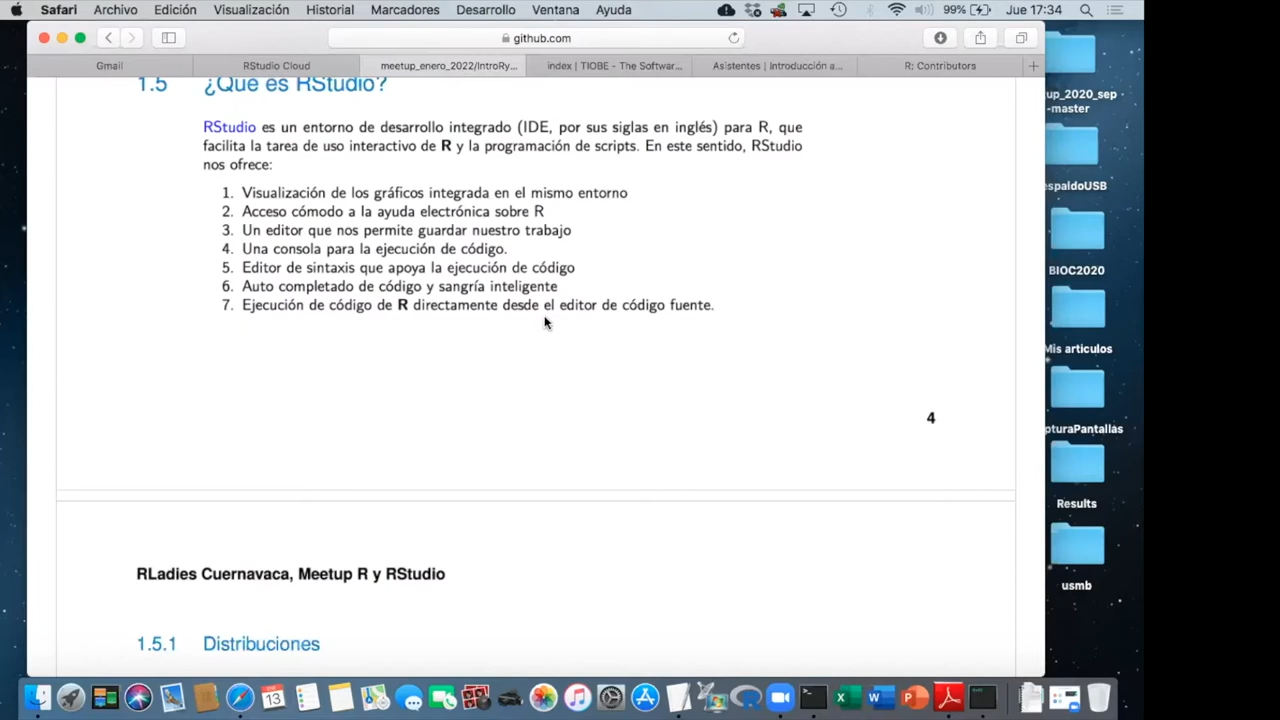 Safari Archivo Edición Visualización Historial Marcadores Desarrollo Ventana Ayuda 99% Jue 17:34
github.com
Gmail RStudio Cloud meetup_enero_2022/IntroRy... index | TIOBE - The Softwar... Asistentes | Introducción a... R: Contributors
1.5 ¿Qué es RStudio?
RStudio es un entorno de desarrollo integrado (IDE, por sus siglas en inglés) para R, que
facilita la tarea de uso interactivo de R y la programación de scripts. En este sentido, RStudio
nos ofrece:
1. Visualización de los gráficos integrada en el mismo entorno
2. Acceso cómodo a la ayuda electrónica sobre R
3. Un editor que nos permite guardar nuestro trabajo
4. Una consola para la ejecución de código.
5. Editor de sintaxis que apoya la ejecución de código
6. Auto completado de código y sangría inteligente
7. Ejecución de código de R directamente desde el editor de código fuente.
4
RLadies Cuernavaca, Meetup R y RStudio
1.5.1 Distribuciones
up_2020_sep
-master
espaldoUSB
BIOC2020
Mis articulos
pturaPantallas
Results
usmb
13